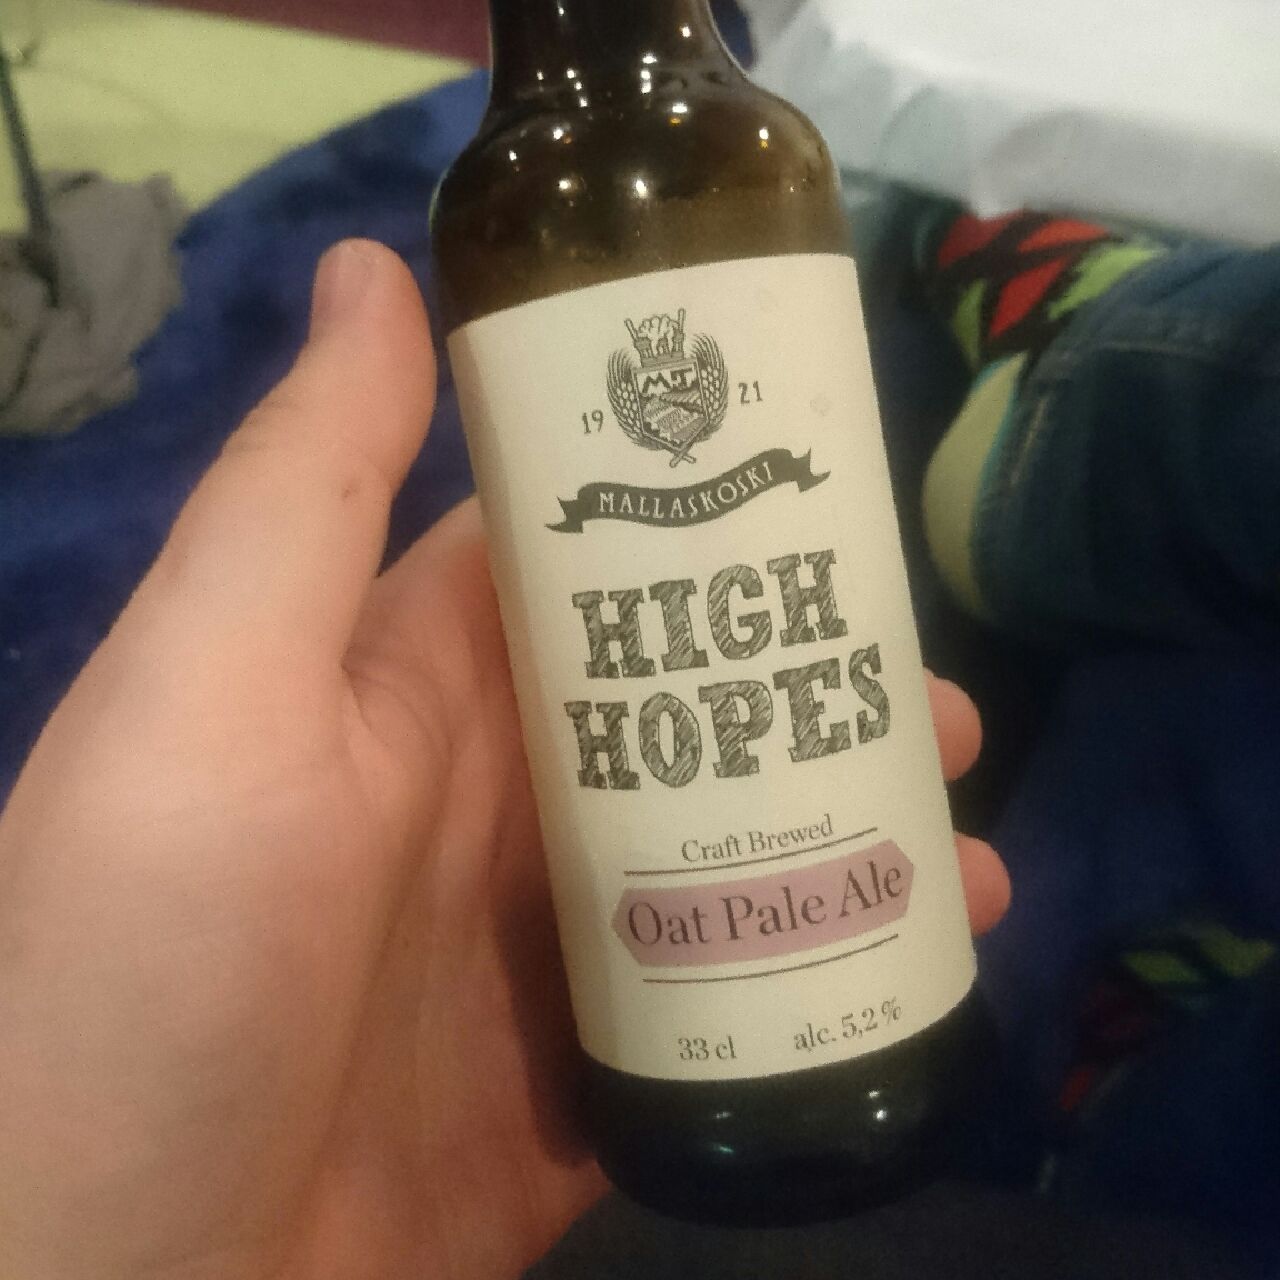 19 21
MALLASKOSKI
HIGH
HOPES
Craft Brewed
Oat Pale Ale
33 cl alc. 5,2 %